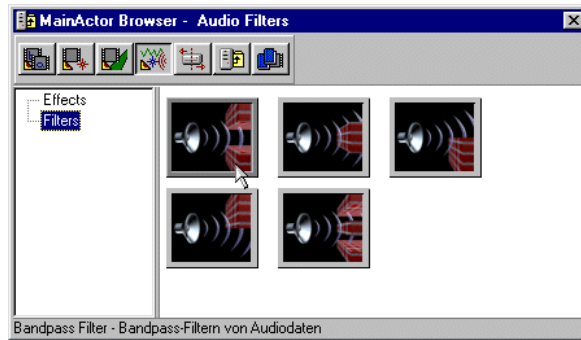 MainActor Browser - Audio Filters
Effects
Filters
Bandpass Filter - Bandpass-Filtern von Audiodaten